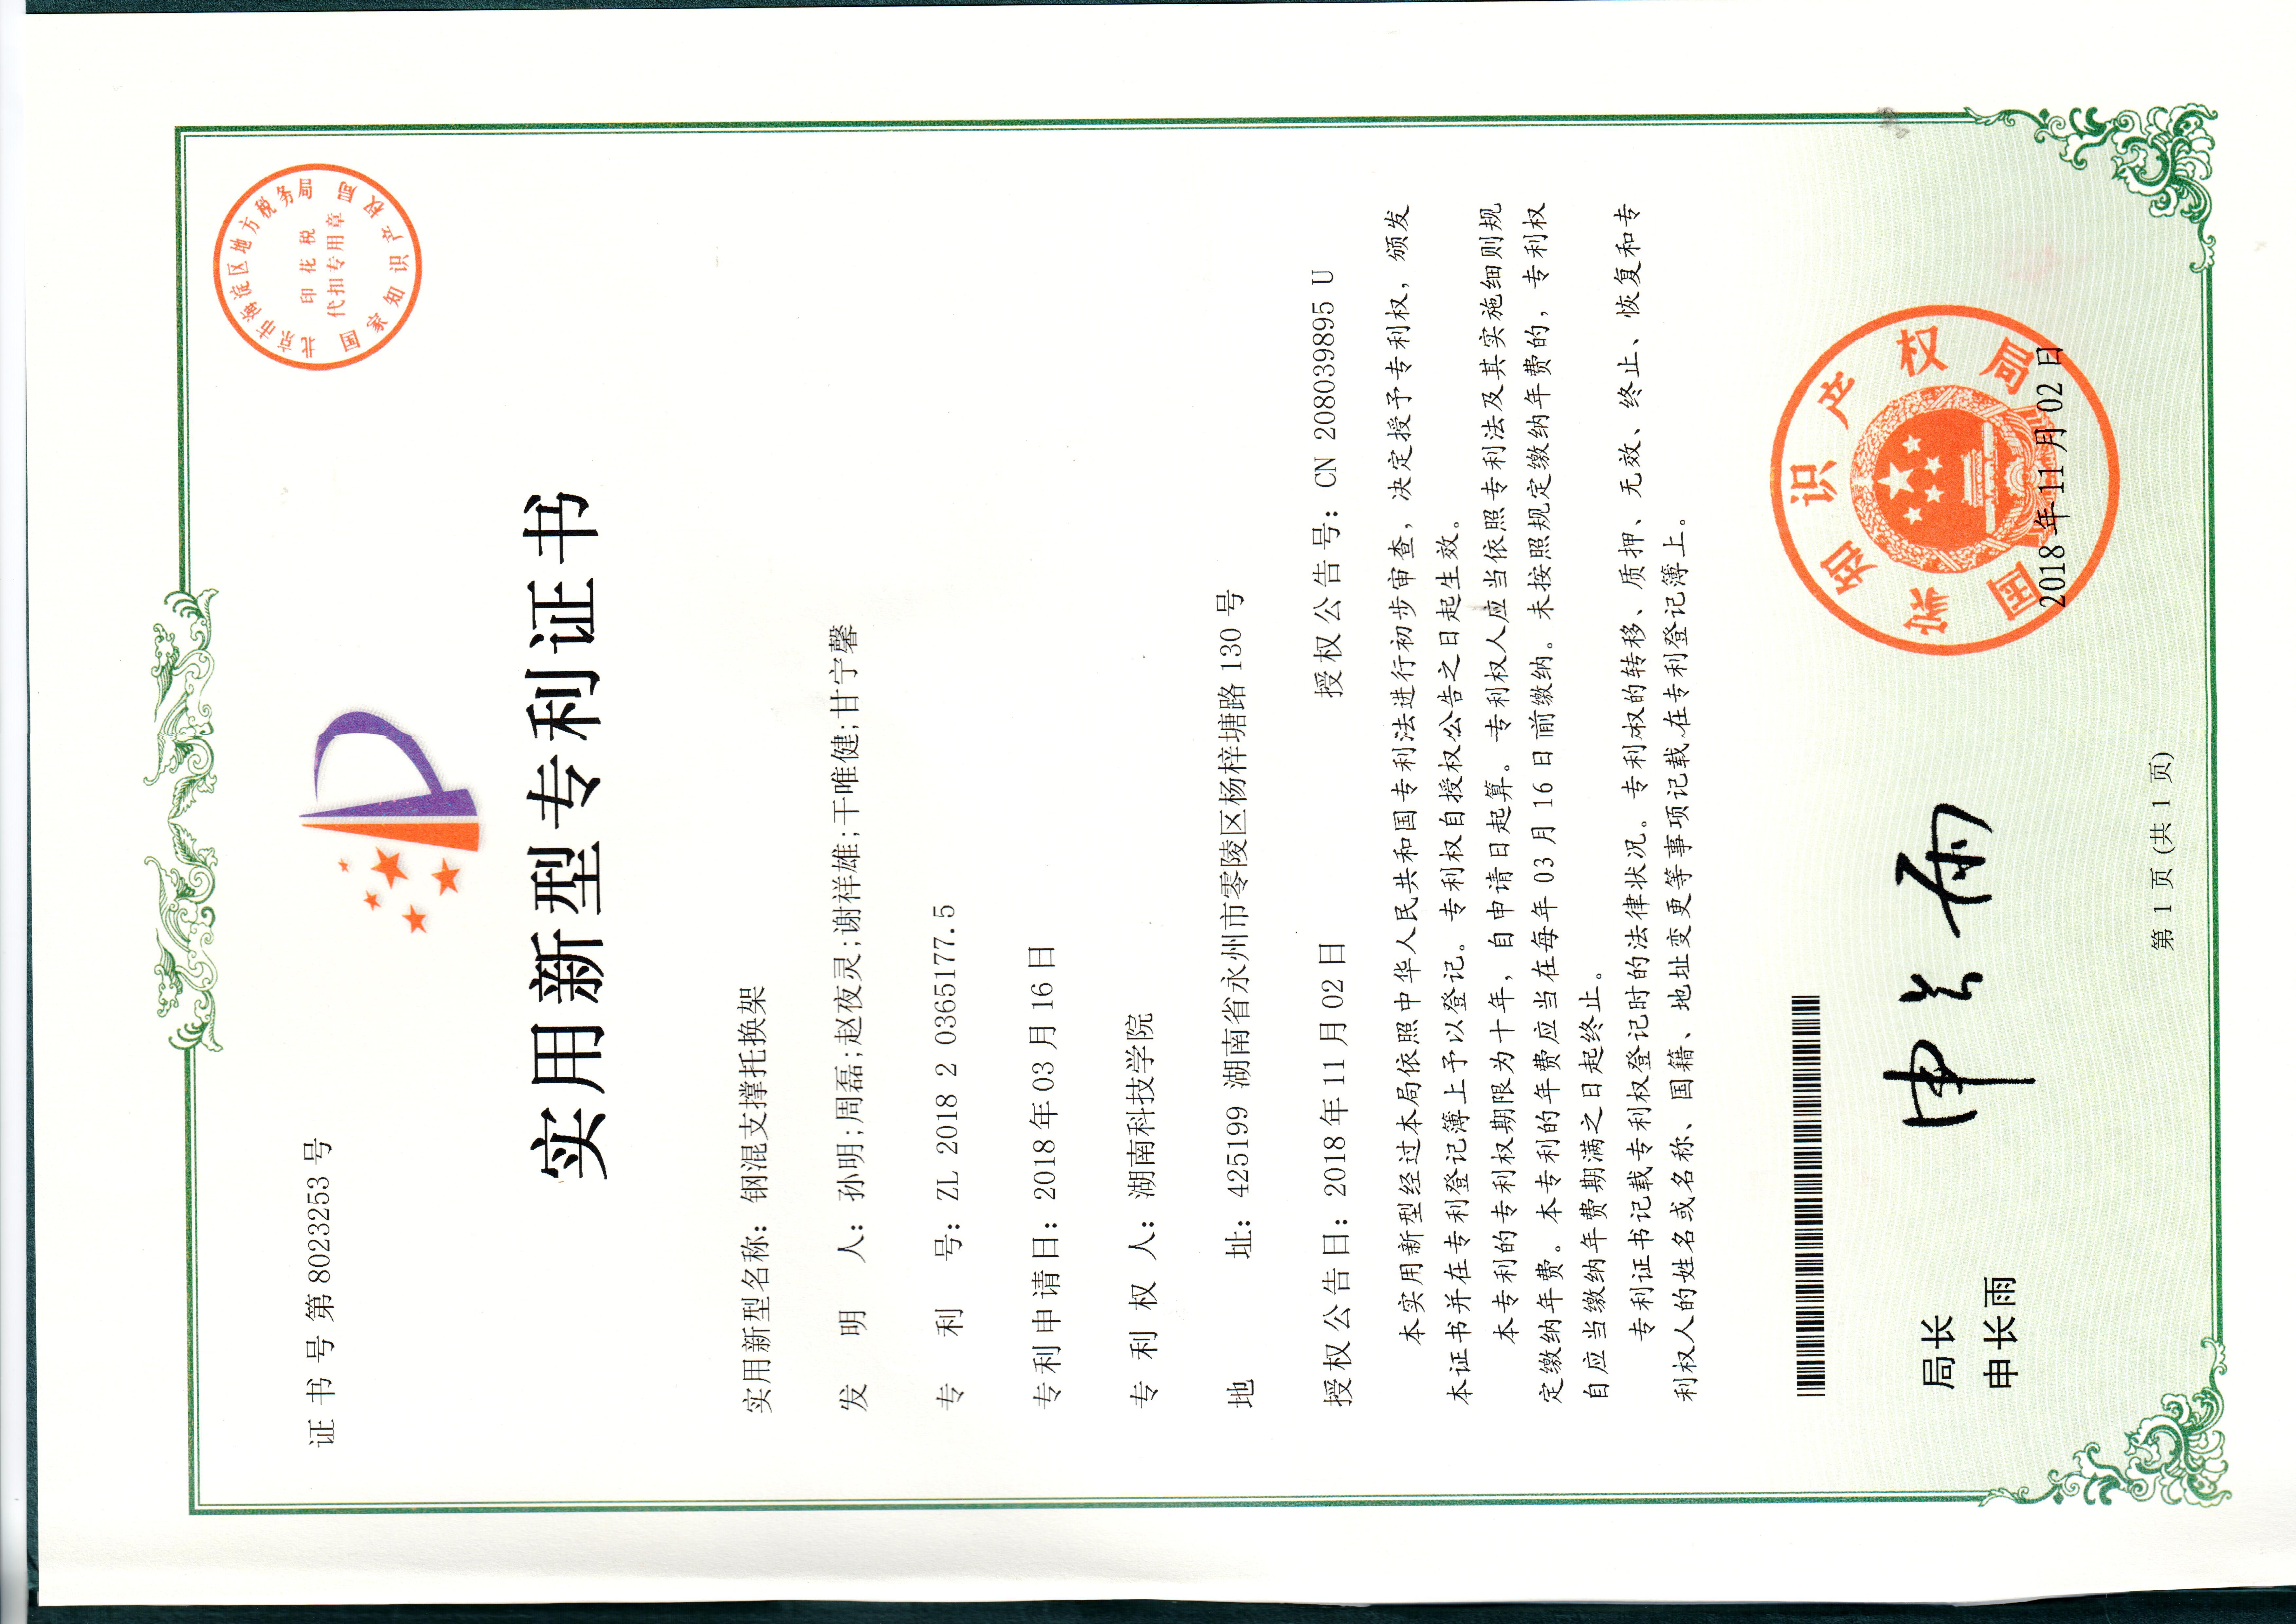 证书号第8023253号
北京市海淀区地方税务局
印花税
代扣专用章
国家知识产权局
实用新型专利证书
实用新型名称：钢混支撑托换架
发明人：孙明;周磊;赵夜灵;谢祥雄;干唯健;甘宁馨
专利号：ZL 2018 2 0365177.5
专利申请日：2018年03月16日
专利权人：湖南科技学院
地址：425199 湖南省永州市零陵区杨梓塘路130号
授权公告日：2018年11月02日 授权公告号：CN 208039895 U
本实用新型经过本局依照中华人民共和国专利法进行初步审查，决定授予专利权，颁发
本证书并在专利登记簿上予以登记。专利权自授权公告之日起生效。
本专利的专利权期限为十年，自申请日起算。专利权人应当依照专利法及其实施细则规
定缴纳年费。本专利的年费应当在每年03月16日前缴纳。未按照规定缴纳年费的，专利权
自应当缴纳年费期满之日起终止。
专利证书记载专利权登记时的法律状况。专利权的转移、质押、无效、终止、恢复和专
利权人的姓名或名称、国籍、地址变更等事项记载在专利登记簿上。
局长
申长雨
申长雨
国家知识产权局
2018年11月02日
第1页(共1页)